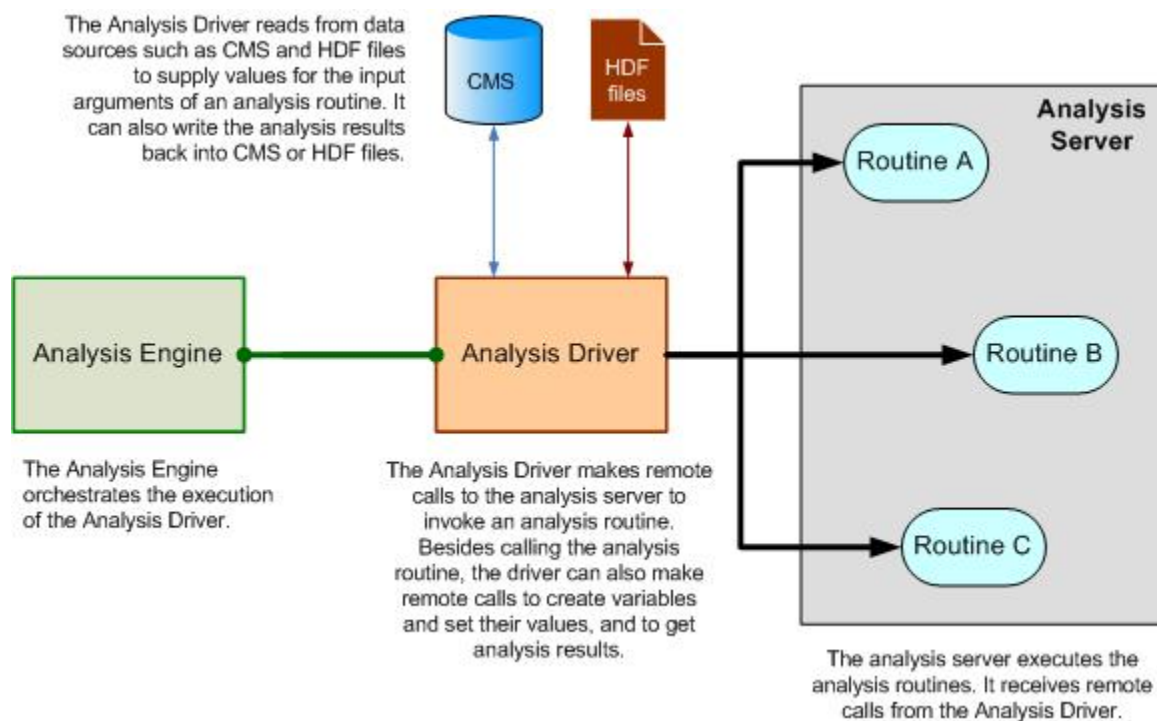 The Analysis Driver reads from data
sources such as CMS and HDF files
to supply values for the input
arguments of an analysis routine. It
can also write the analysis results
back into CMS or HDF files.
CMS
HDF
files
Analysis
Server
Routine A
Analysis Engine
Analysis Driver
Routine B
Routine C
The Analysis Engine
orchestrates the execution
of the Analysis Driver.
The Analysis Driver makes remote
calls to the analysis server to
invoke an analysis routine.
Besides calling the analysis
routine, the driver can also make
remote calls to create variables
and set their values, and to get
analysis results.
The analysis server executes the
analysis routines. It receives remote
calls from the Analysis Driver.